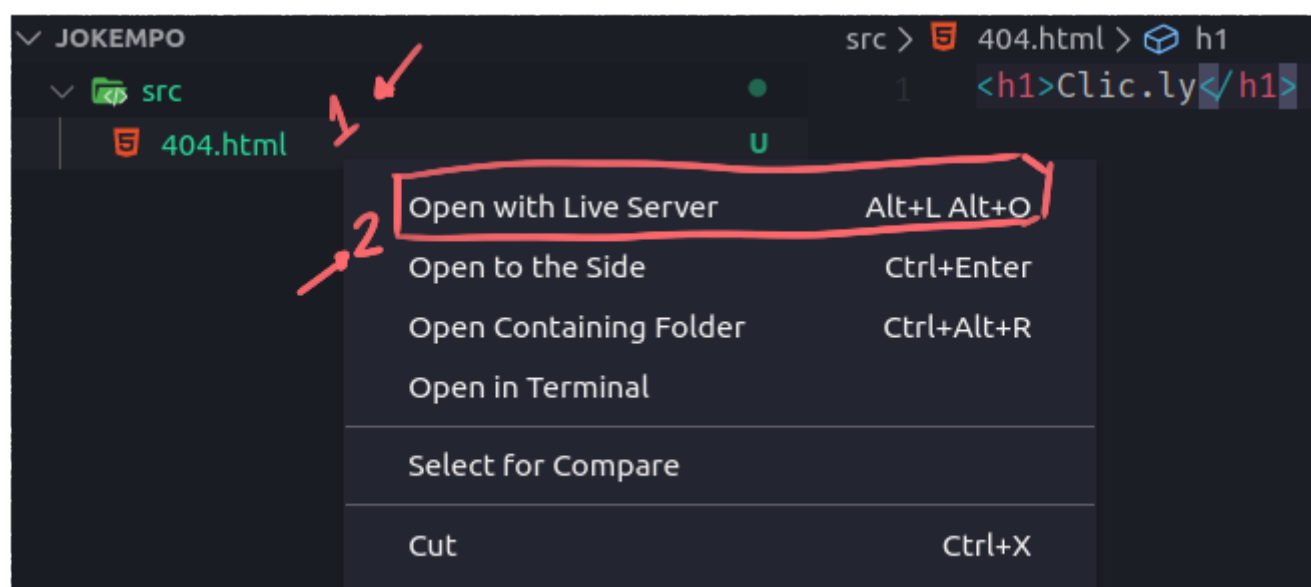 JOKEMPO
src > 404.html > h1
src
1 <h1>Clic.ly</h1>
404.html U
1
Open with Live Server Alt+L Alt+O
2
Open to the Side Ctrl+Enter
Open Containing Folder Ctrl+Alt+R
Open in Terminal
Select for Compare
Cut Ctrl+X